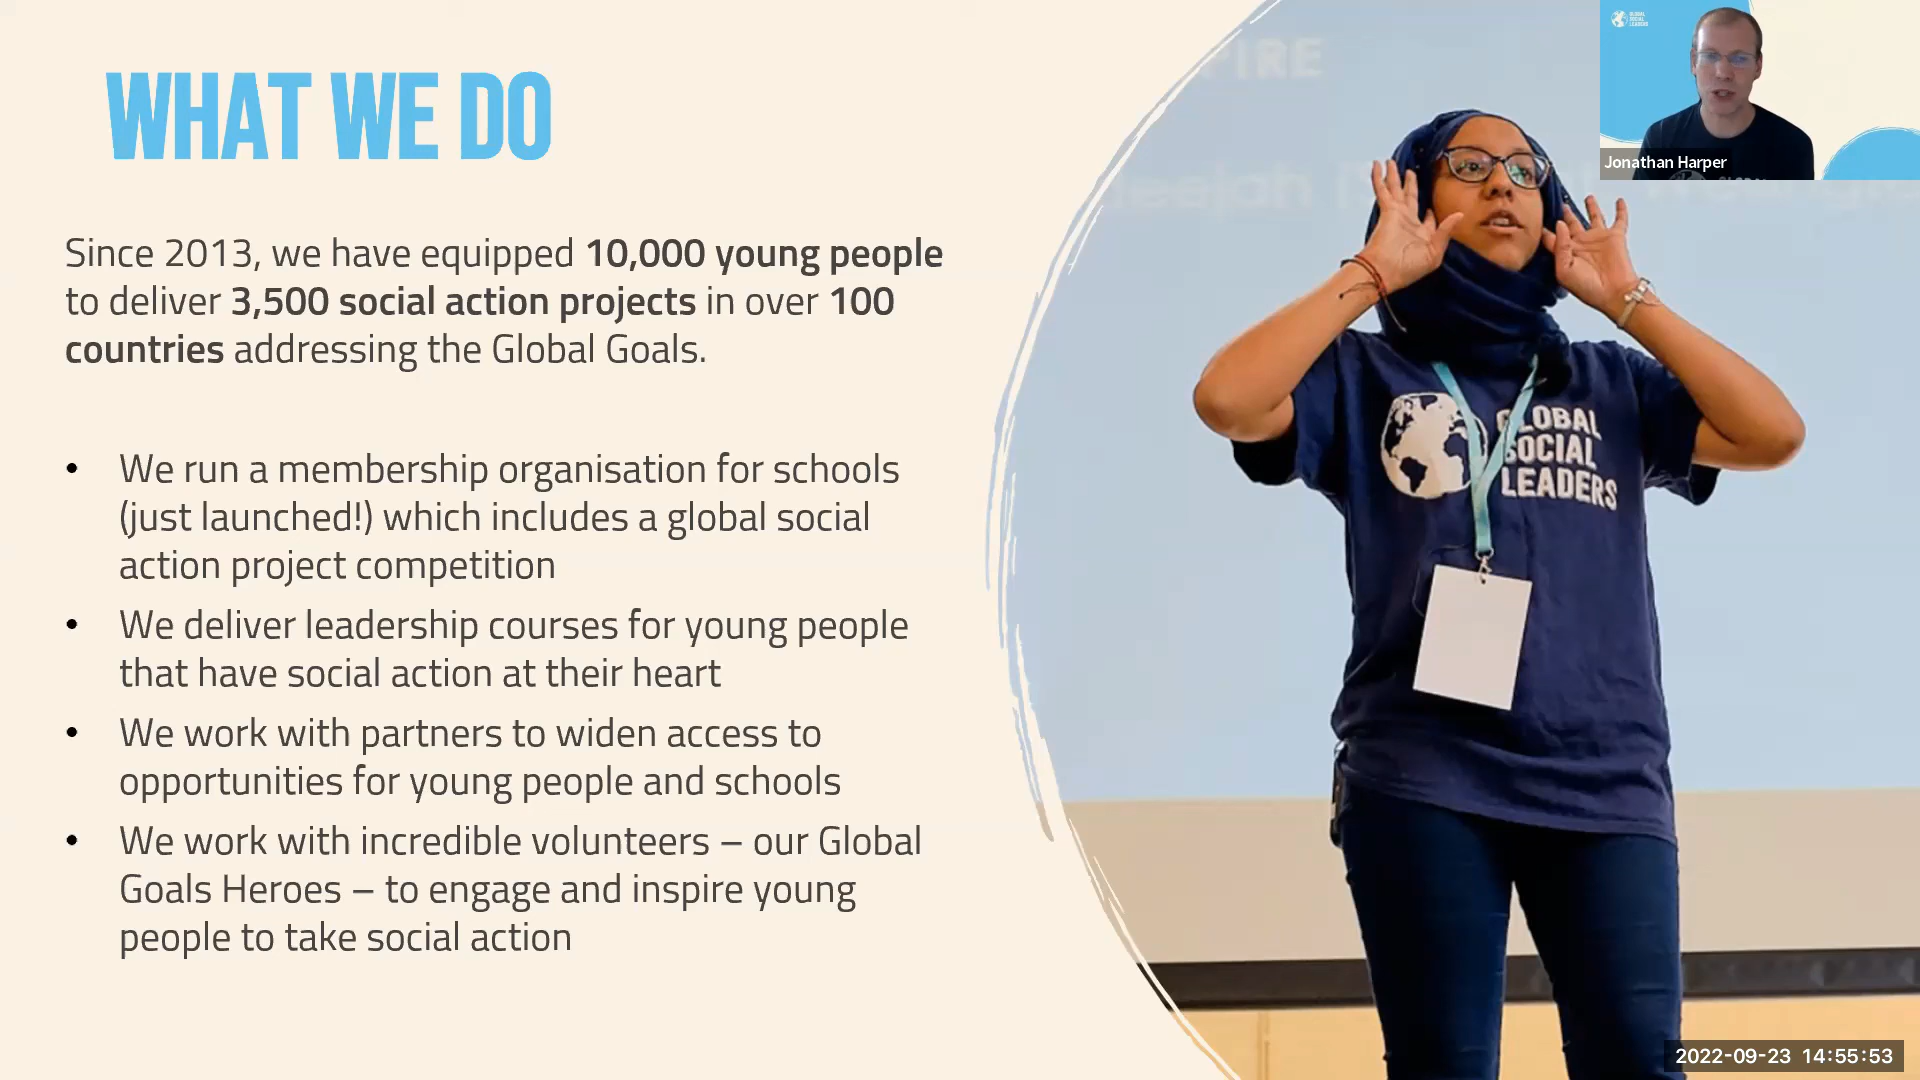 WHAT WE DO
Since 2013, we have equipped 10,000 young people
to deliver 3,500 social action projects in over 100
countries addressing the Global Goals.
• We run a membership organisation for schools
(just launched!) which includes a global social
action project competition
• We deliver leadership courses for young people
that have social action at their heart
• We work with partners to widen access to
opportunities for young people and schools
• We work with incredible volunteers – our Global
Goals Heroes – to engage and inspire young
people to take social action
GLOBAL
SOCIAL
LEADERS
GLOBAL
SOCIAL
LEADERS
Jonathan Harper
2022-09-23 14:55:53